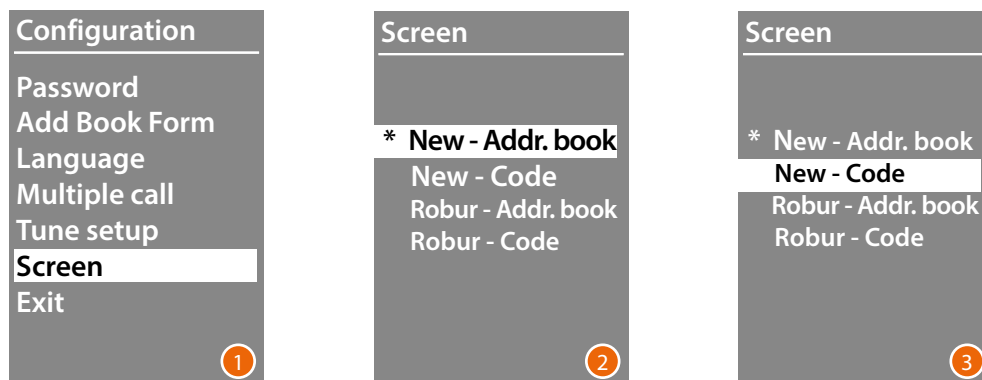 Configuration
Password
Add Book Form
Language
Multiple call
Tune setup
Screen
Exit
1
Screen
* New - Addr. book
New - Code
Robur - Addr. book
Robur - Code
2
Screen
* New - Addr. book
New - Code
Robur - Addr. book
Robur - Code
3